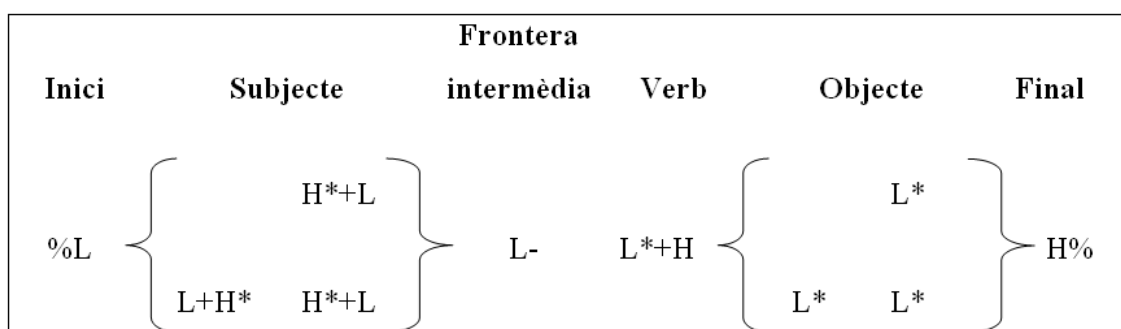 Frontera
Inici Subjecte intermèdia Verb Objecte Final
H*+L L*
%L L- L*+H H%
L+H* H*+L L* L*